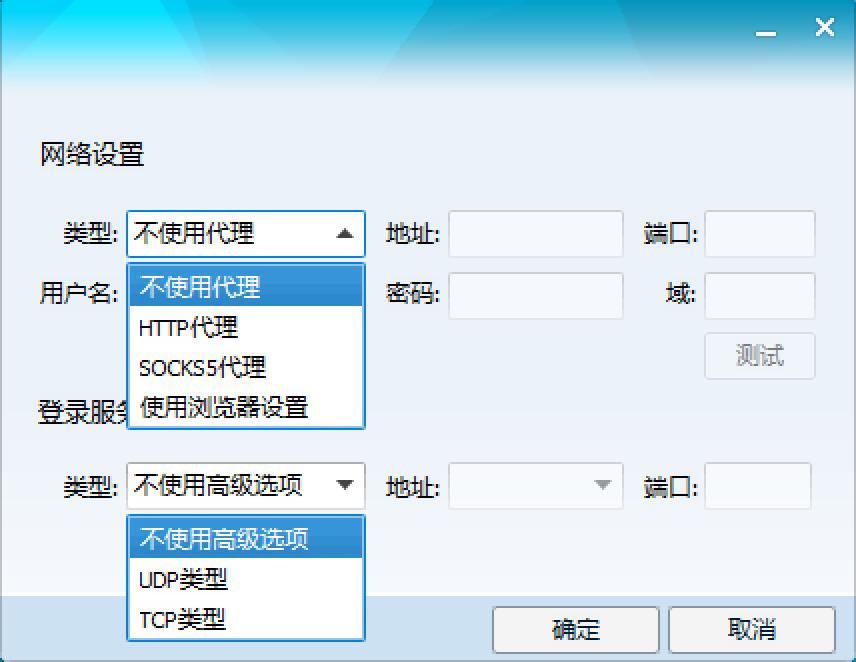 网络设置
类型: 不使用代理 地址: 端口:
用户名: 不使用代理 密码: 域:
HTTP代理
测试
SOCKS5代理
登录服务
使用浏览器设置
类型: 不使用高级选项 地址: 端口:
不使用高级选项
UDP类型
TCP类型
确定 取消